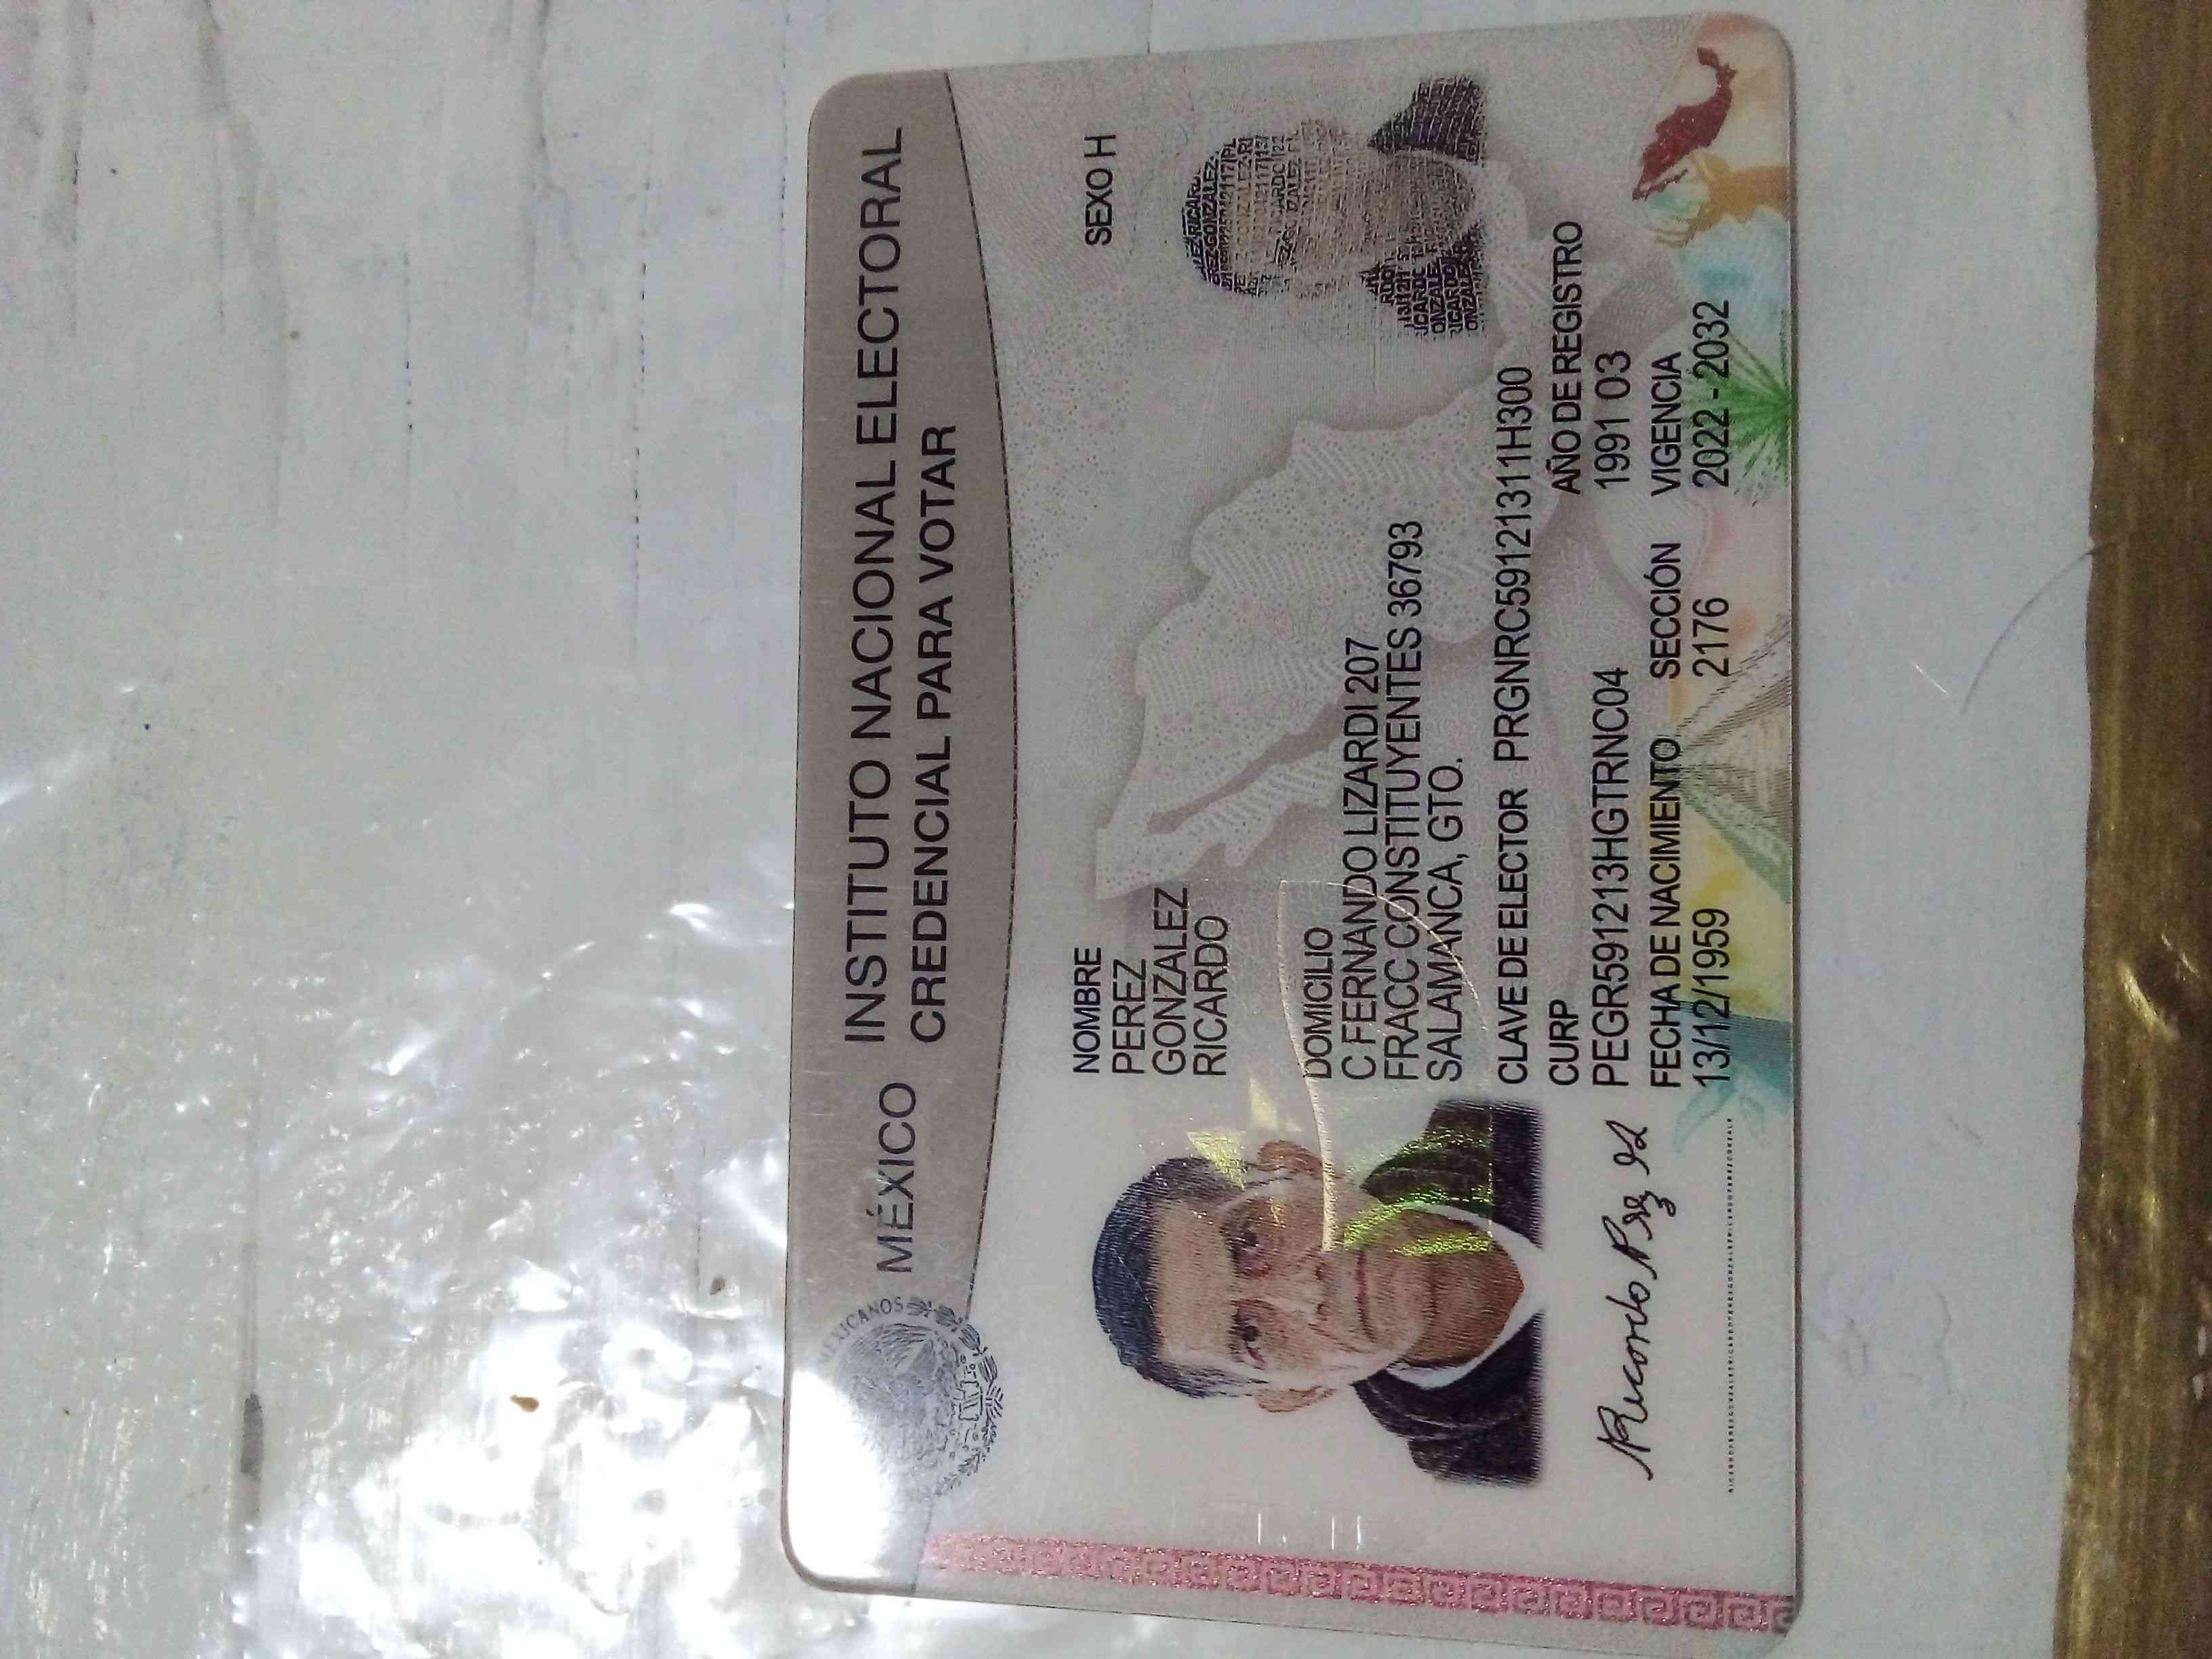 MÉXICO INSTITUTO NACIONAL ELECTORAL
CREDENCIAL PARA VOTAR
MEXICANOS
NOMBRE
PEREZ
GONZALEZ
RICARDO
SEXO H
DOMICILIO
C FERNANDO LIZARDI 207
FRACC CONSTITUYENTES 36793
SALAMANCA, GTO.
CLAVE DE ELECTOR PRGNRC59121311H300
CURP
PEGR591213HGTRNC04
AÑO DE REGISTRO
1991 03
FECHA DE NACIMIENTO
13/12/1959
SECCIÓN
2176
VIGENCIA
2022 - 2032
Ricardo